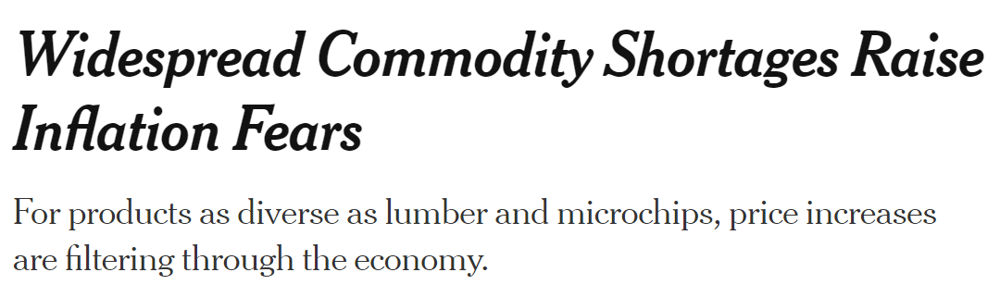 Widespread Commodity Shortages Raise
Inflation Fears
For products as diverse as lumber and microchips, price increases
are filtering through the economy.